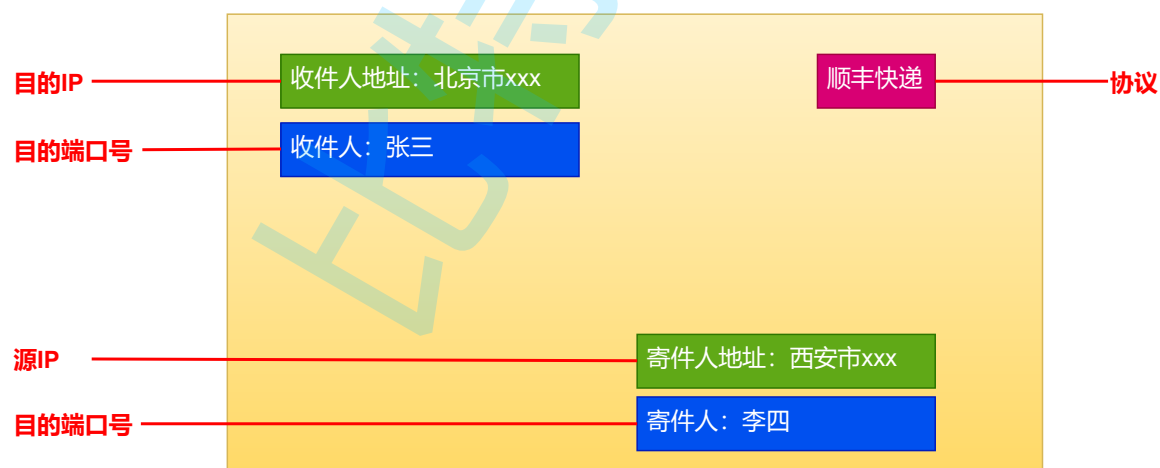 目的IP
收件人地址：北京市xxx
顺丰快递
协议
目的端口号
收件人：张三
源IP
寄件人地址：西安市xxx
目的端口号
寄件人：李四